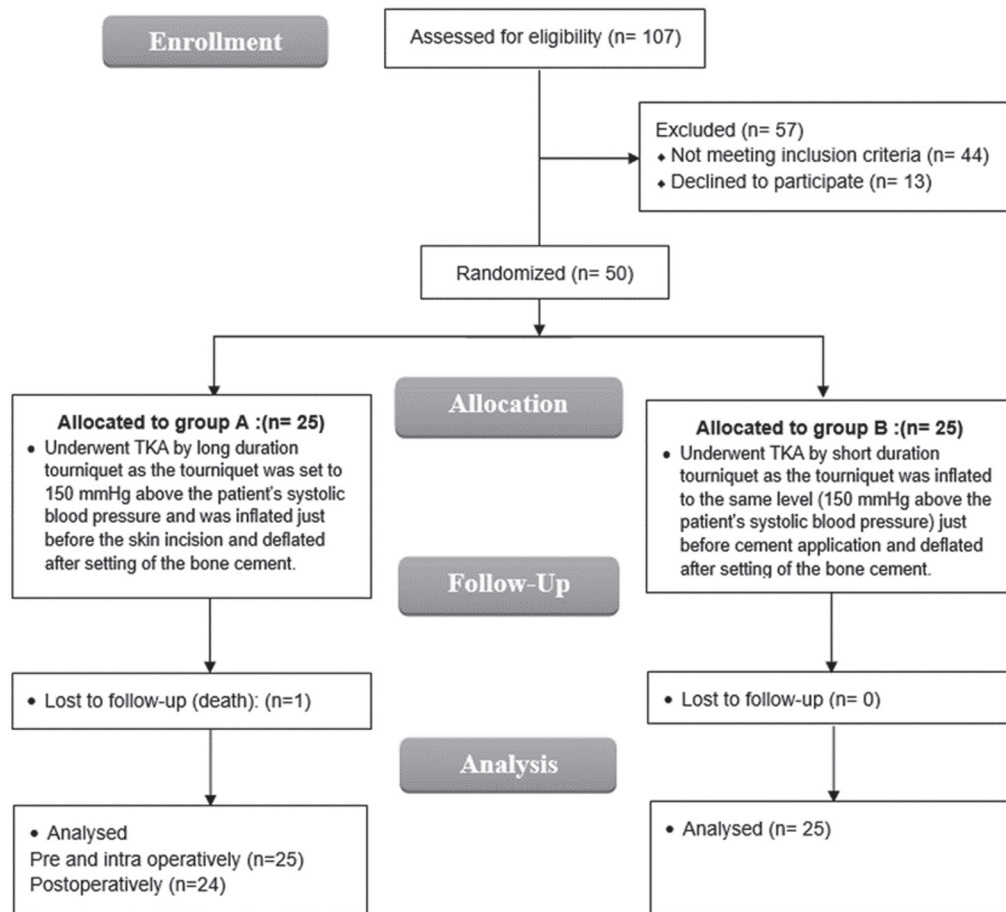 Enrollment
Assessed for eligibility (n= 107)
Excluded (n= 57)
◆ Not meeting inclusion criteria (n= 44)
◆ Declined to participate (n= 13)
Randomized (n= 50)
Allocation
Allocated to group A :(n= 25)
• Underwent TKA by long duration
tourniquet as the tourniquet was set to
150 mmHg above the patient's systolic
blood pressure and was inflated just
before the skin incision and deflated
after setting of the bone cement.
Allocated to group B :(n= 25)
• Underwent TKA by short duration
tourniquet as the tourniquet was inflated
to the same level (150 mmHg above the
patient's systolic blood pressure) just
before cement application and deflated
after setting of the bone cement.
Follow-Up
• Lost to follow-up (death): (n=1)
• Lost to follow-up (n= 0)
Analysis
• Analysed
Pre and intra operatively (n=25)
Postoperatively (n=24)
• Analysed (n= 25)